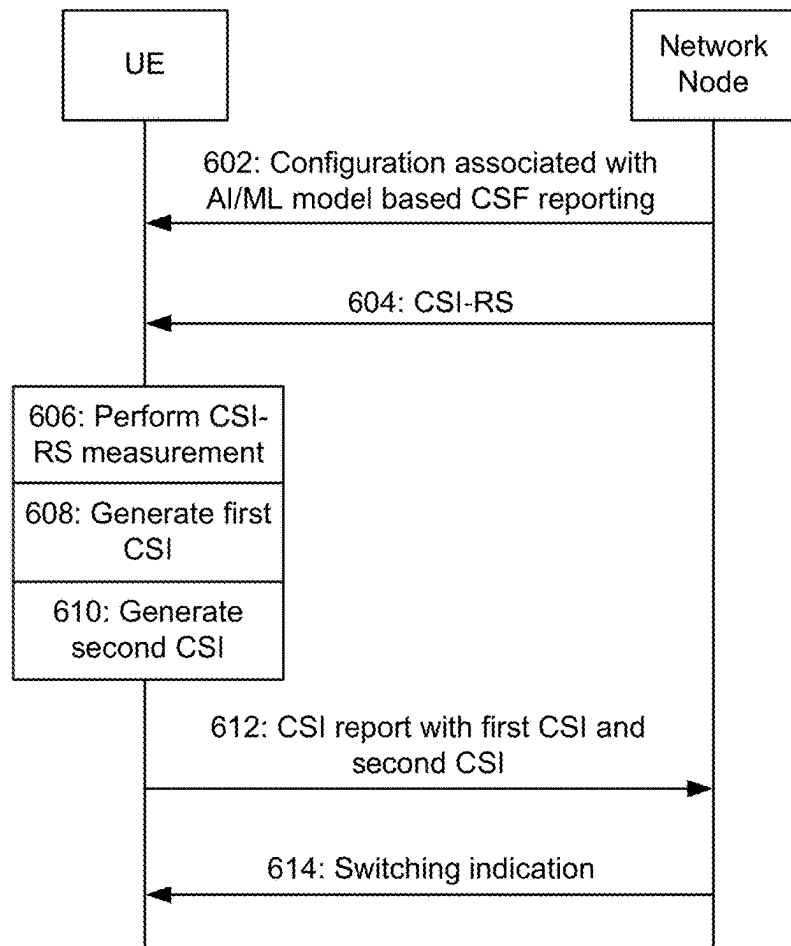 UE
Network
Node
602: Configuration associated with
AI/ML model based CSF reporting
604: CSI-RS
606: Perform CSI-
RS measurement
608: Generate first
CSI
610: Generate
second CSI
612: CSI report with first CSI and
second CSI
614: Switching indication